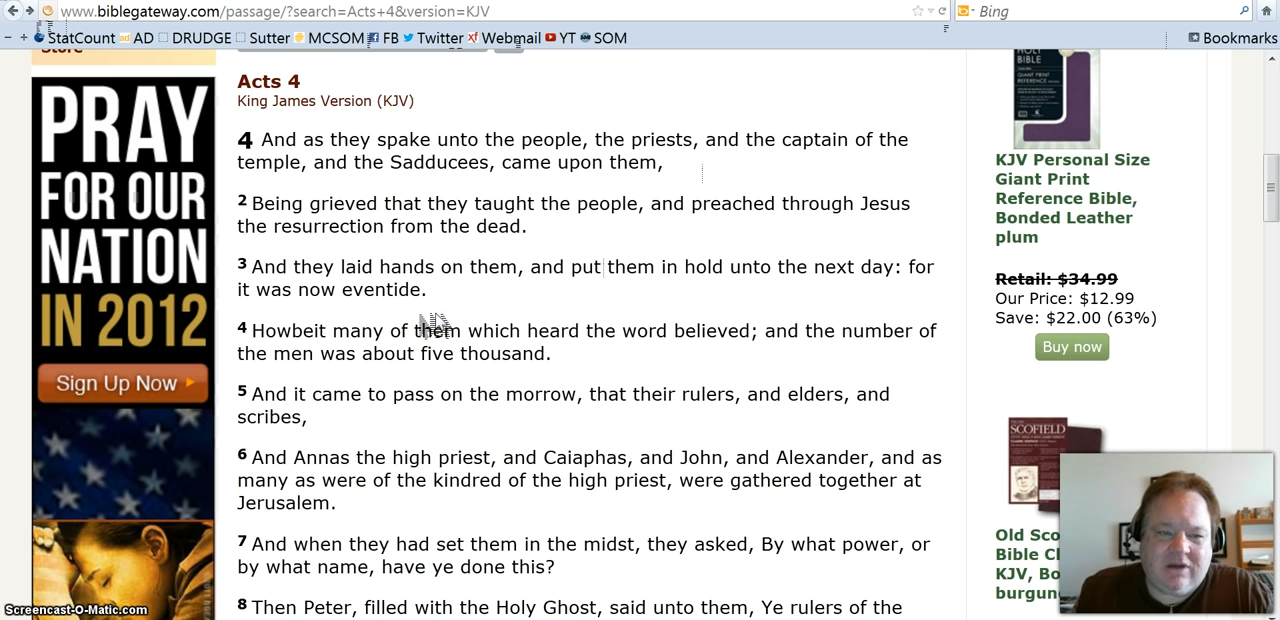 www.biblegateway.com/passage/?search=Acts+4&version=KJV
Bing
StatCount AD DRUDGE Sutter MCSOM FB Twitter Webmail YT SOM
Bookmarks
Store
PRAY
FOR OUR
NATION
IN 2012
Sign Up Now
Acts 4
King James Version (KJV)
4 And as they spake unto the people, the priests, and the captain of the
temple, and the Sadducees, came upon them,
2 Being grieved that they taught the people, and preached through Jesus
the resurrection from the dead.
3 And they laid hands on them, and put them in hold unto the next day: for
it was now eventide.
4 Howbeit many of them which heard the word believed; and the number of
the men was about five thousand.
5 And it came to pass on the morrow, that their rulers, and elders, and
scribes,
6 And Annas the high priest, and Caiaphas, and John, and Alexander, and as
many as were of the kindred of the high priest, were gathered together at
Jerusalem.
7 And when they had set them in the midst, they asked, By what power, or
by what name, have ye done this?
8 Then Peter, filled with the Holy Ghost, said unto them, Ye rulers of the
HOLY
BIBLE
GIANT PRINT
REFERENCE EDITION
KJV Personal Size
Giant Print
Reference Bible,
Bonded Leather
plum
Retail: $34.99
Our Price: $12.99
Save: $22.00 (63%)
Buy now
SCOFIELD
Old Sco
Bible Cl
KJV, Bo
burgun
Screencast-O-Matic.com